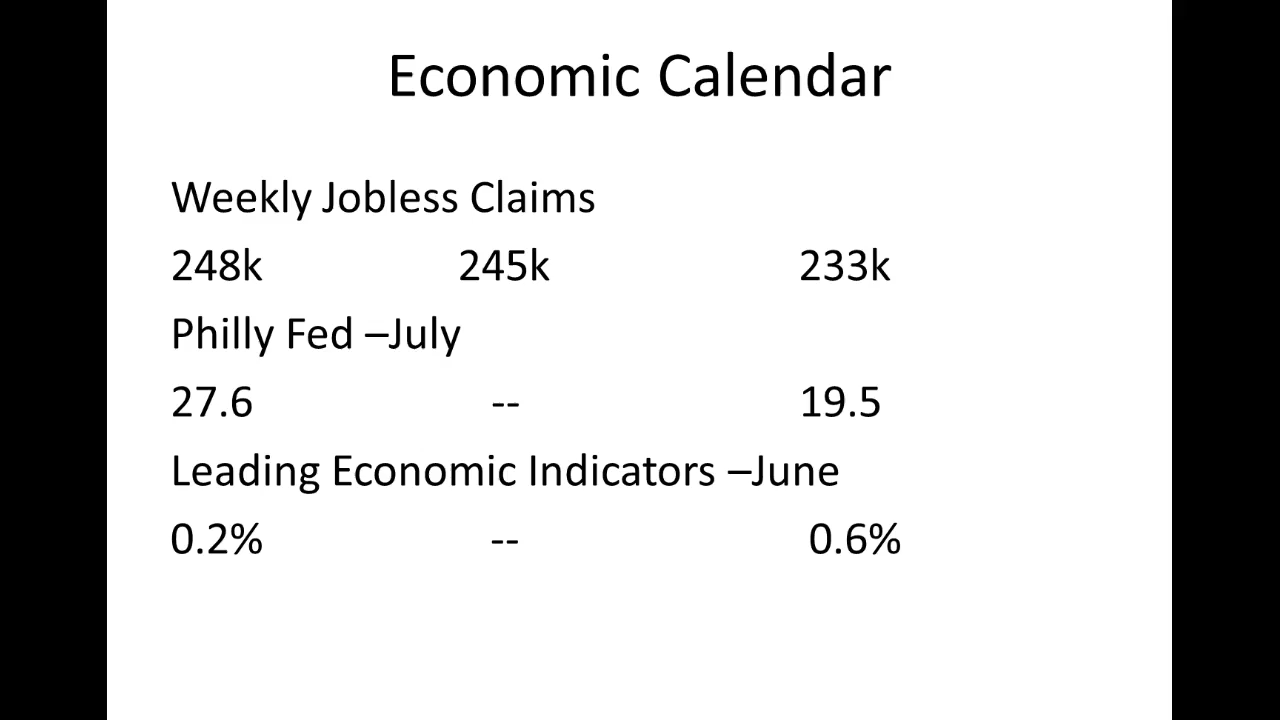 Economic Calendar
Weekly Jobless Claims
248k 245k 233k
Philly Fed –July
27.6 -- 19.5
Leading Economic Indicators –June
0.2% -- 0.6%